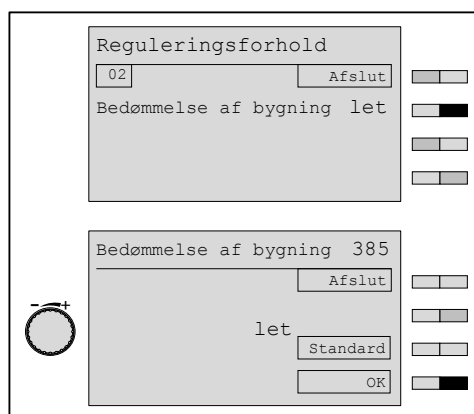 Reguleringsforhold
02 Afslut
Bedømmelse af bygning let
Bedømmelse af bygning 385
Afslut
- +
let
Standard
OK